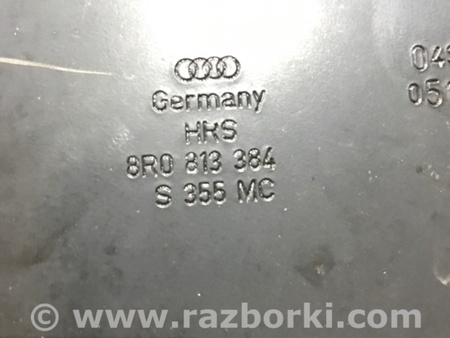 Germany
HRS
8R0 813 384
S 355 MC
04
051
© www.razborki.com